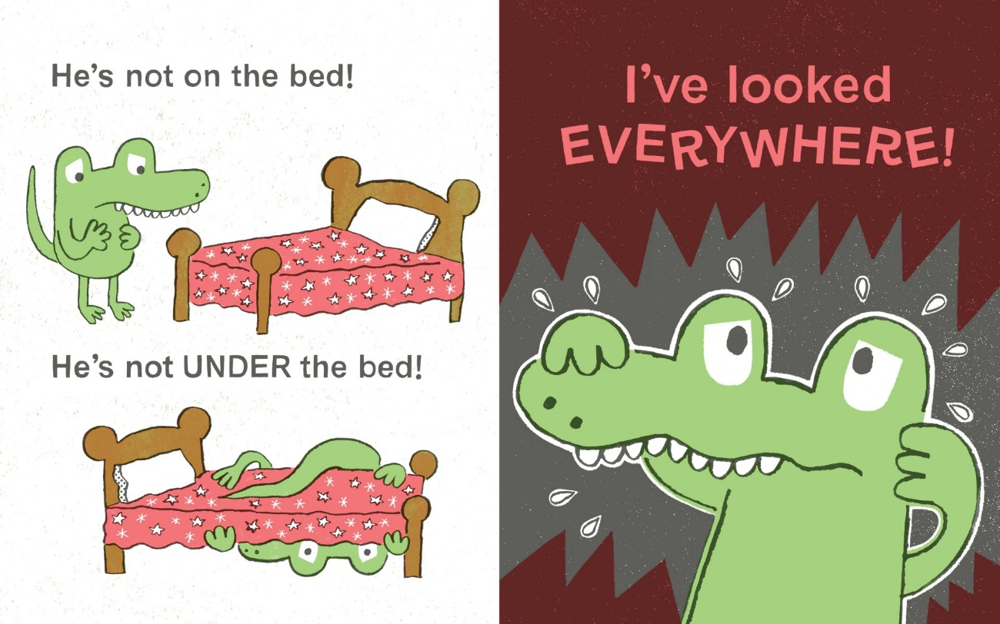 He's not on the bed!
He's not UNDER the bed!
I've looked
EVERYWHERE!